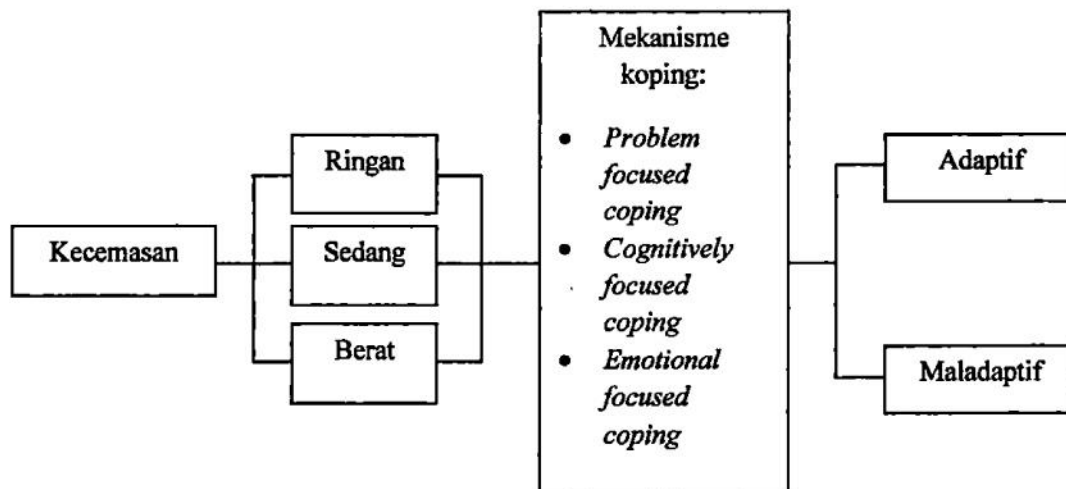 Kecemasan
Ringan
Sedang
Berat
Mekanisme
koping:
• Problem
focused
coping
• Cognitively
focused
coping
• Emotional
focused
coping
Adaptif
Maladaptif